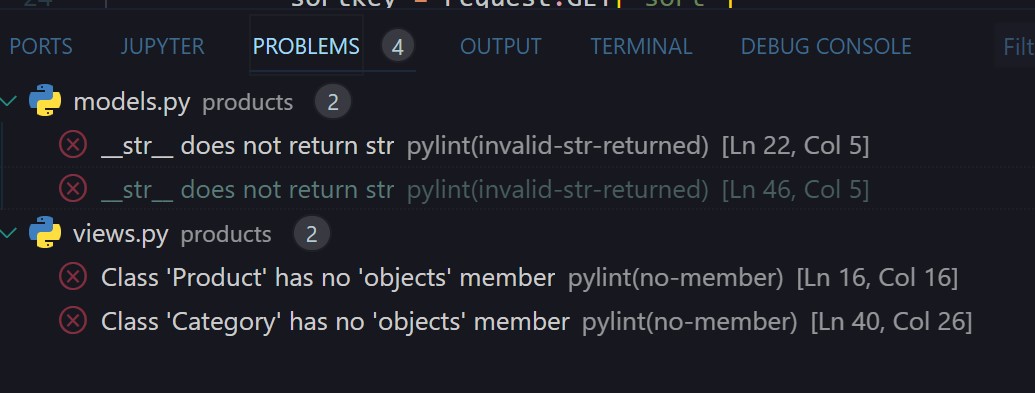 24 sortkey = request.GET['sort']
PORTS JUPYTER PROBLEMS 4 OUTPUT TERMINAL DEBUG CONSOLE Filt
models.py products 2
__str__ does not return str pylint(invalid-str-returned) [Ln 22, Col 5]
__str__ does not return str pylint(invalid-str-returned) [Ln 46, Col 5]
views.py products 2
Class 'Product' has no 'objects' member pylint(no-member) [Ln 16, Col 16]
Class 'Category' has no 'objects' member pylint(no-member) [Ln 40, Col 26]